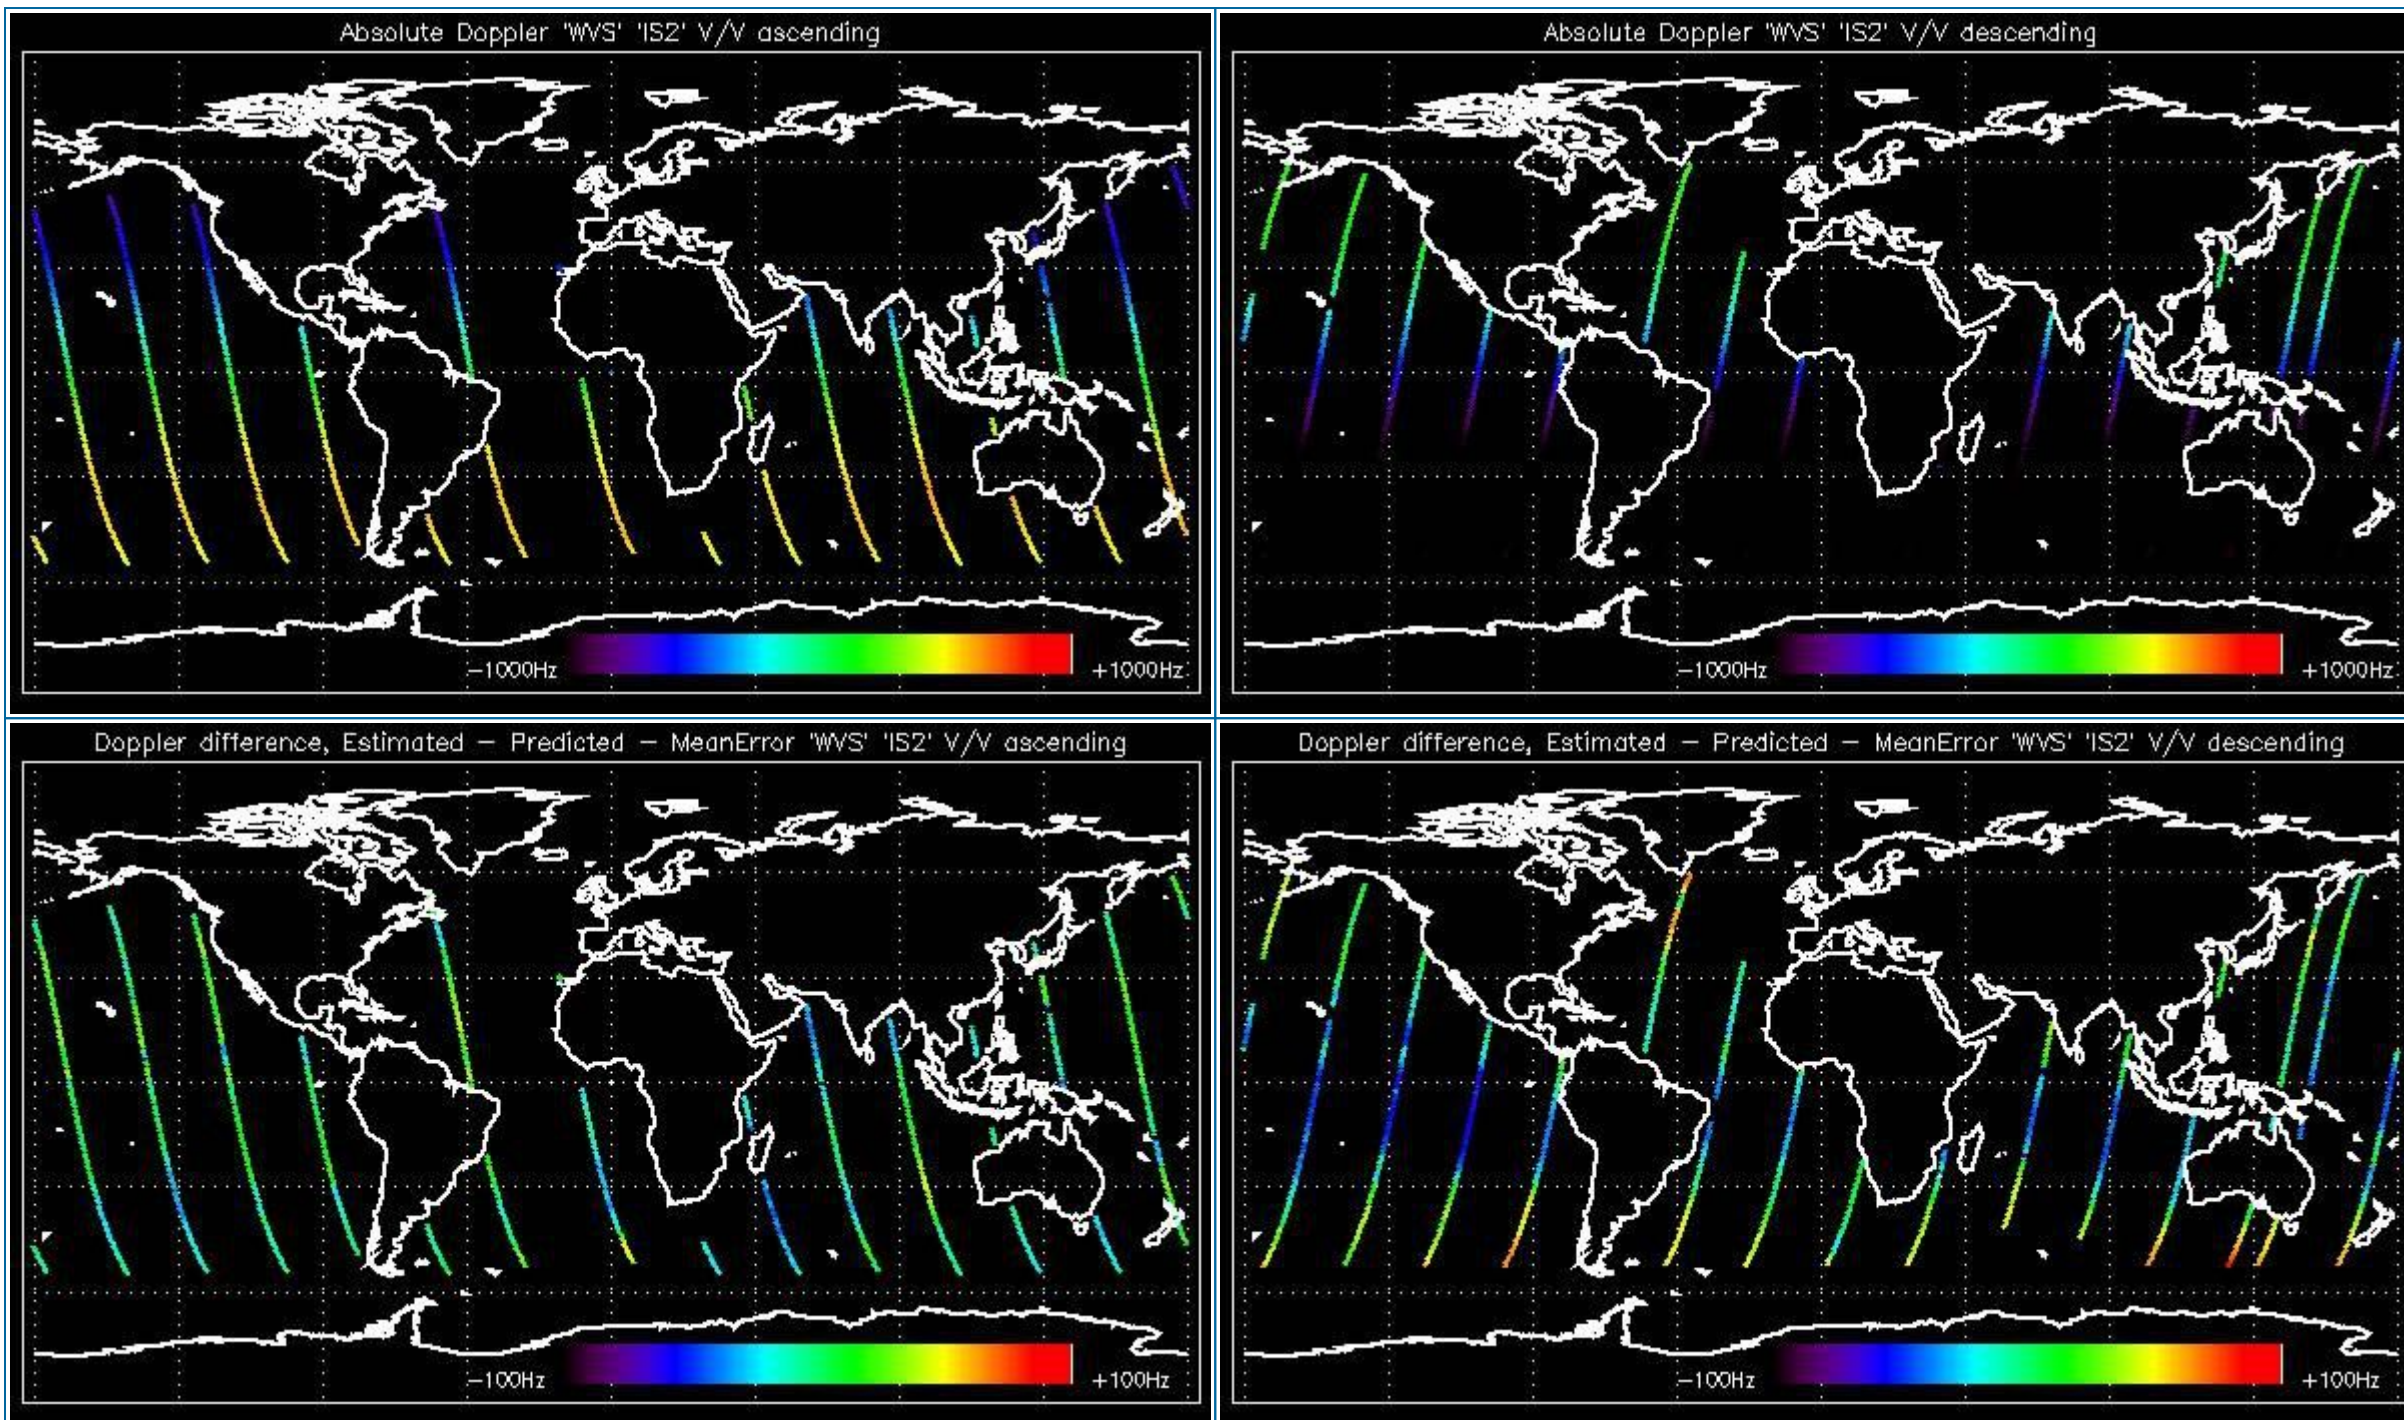 Absolute Doppler 'WVS' 'IS2' V/V ascending
-1000Hz
+1000Hz
Absolute Doppler 'WVS' 'IS2' V/V descending
-1000Hz
+1000Hz
Doppler difference, Estimated - Predicted - MeanError 'WVS' 'IS2' V/V ascending
-100Hz
+100Hz
Doppler difference, Estimated - Predicted - MeanError 'WVS' 'IS2' V/V descending
-100Hz
+100Hz